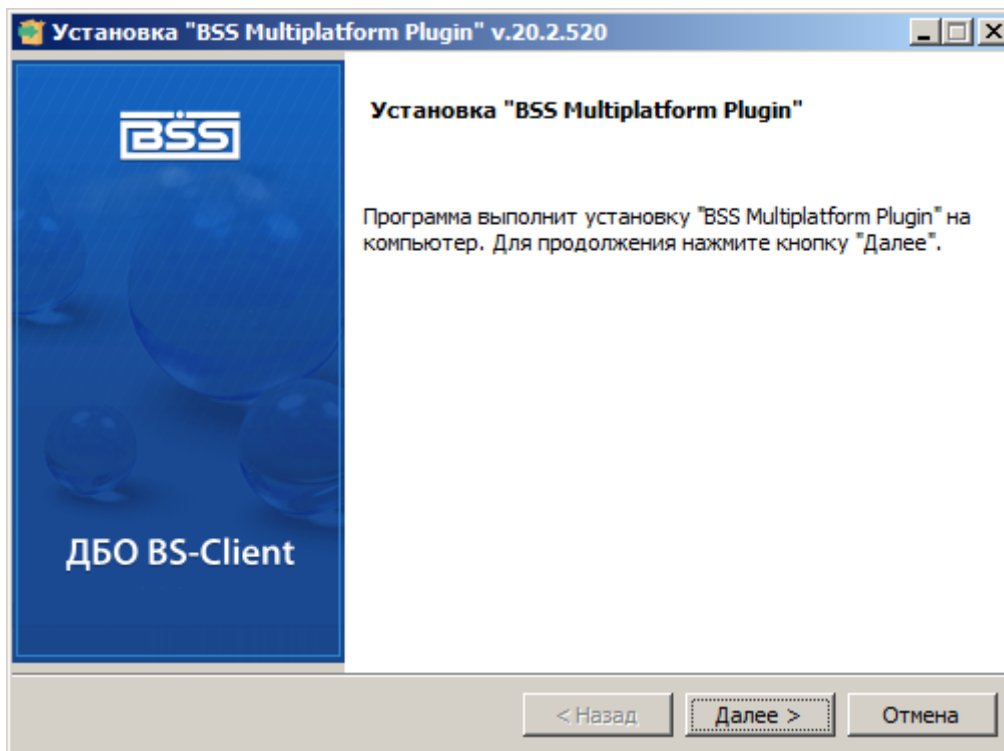 Установка "BSS Multiplatform Plugin" v.20.2.520
BSS
Установка "BSS Multiplatform Plugin"
Программа выполнит установку "BSS Multiplatform Plugin" на
компьютер. Для продолжения нажмите кнопку "Далее".
ДБО BS-Client
< Назад
Далее >
Отмена